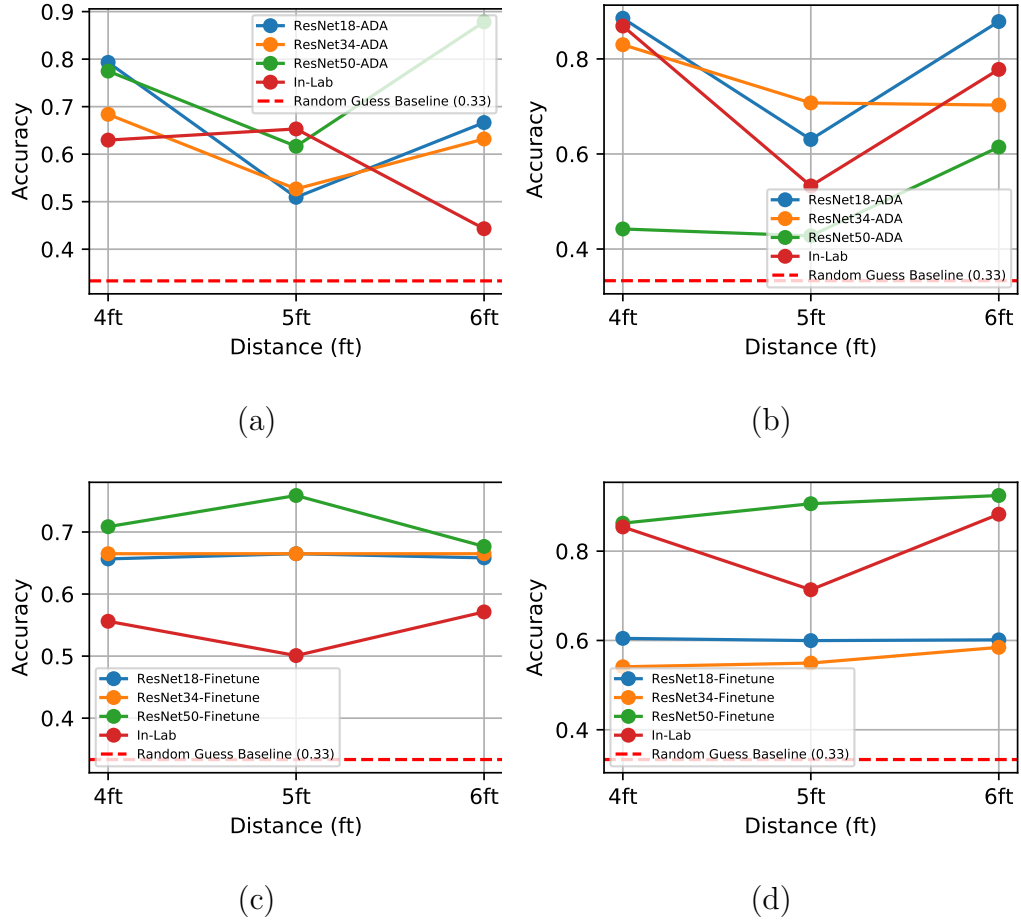 0.9
0.8
0.7
0.6
0.5
0.4
Accuracy
4ft
5ft
6ft
Distance (ft)
ResNet18-ADA
ResNet34-ADA
ResNet50-ADA
In-Lab
Random Guess Baseline (0.33)
(a)
0.8
0.6
0.4
Accuracy
4ft
5ft
6ft
Distance (ft)
ResNet18-ADA
ResNet34-ADA
ResNet50-ADA
In-Lab
Random Guess Baseline (0.33)
(b)
0.7
0.6
0.5
0.4
Accuracy
4ft
5ft
6ft
Distance (ft)
ResNet18-Finetune
ResNet34-Finetune
ResNet50-Finetune
In-Lab
Random Guess Baseline (0.33)
(c)
0.8
0.6
0.4
Accuracy
4ft
5ft
6ft
Distance (ft)
ResNet18-Finetune
ResNet34-Finetune
ResNet50-Finetune
In-Lab
Random Guess Baseline (0.33)
(d)